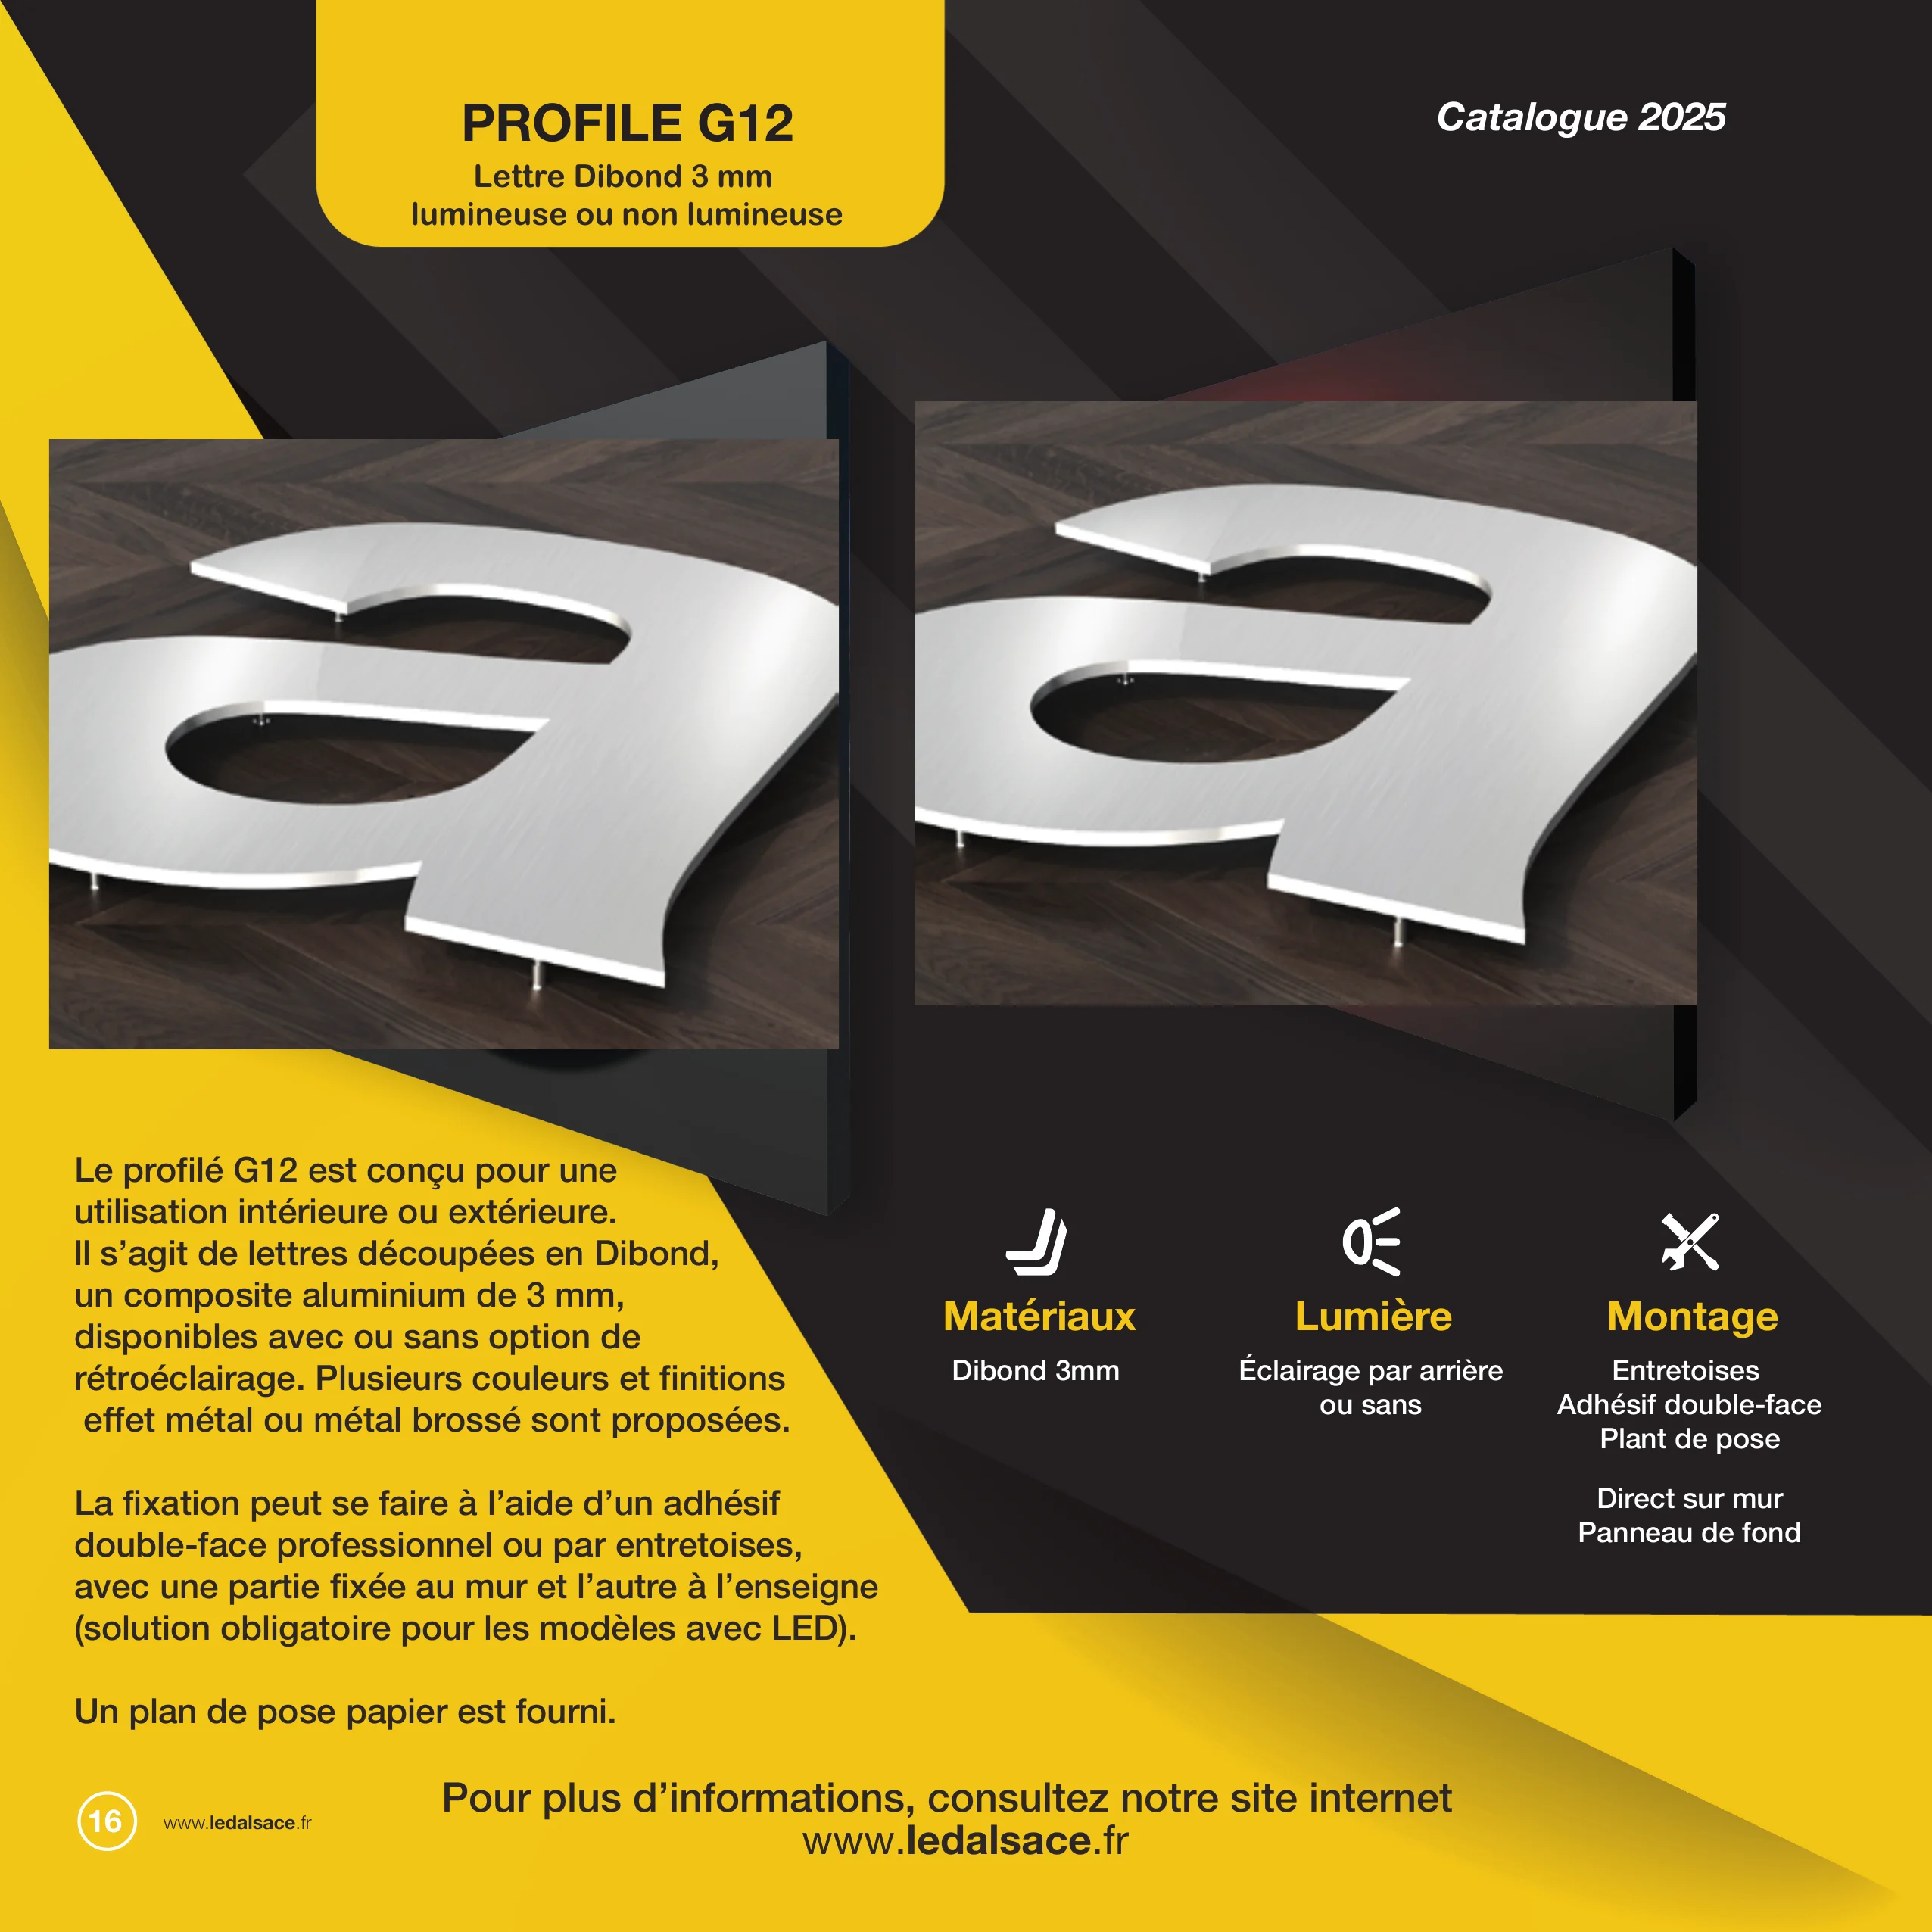 PROFILE G12
Lettre Dibond 3 mm
lumineuse ou non lumineuse
Catalogue 2025
Le profilé G12 est conçu pour une
utilisation intérieure ou extérieure.
Il s’agit de lettres découpées en Dibond,
un composite aluminium de 3 mm,
disponibles avec ou sans option de
rétroéclairage. Plusieurs couleurs et finitions
effet métal ou métal brossé sont proposées.
La fixation peut se faire à l’aide d’un adhésif
double-face professionnel ou par entretoises,
avec une partie fixée au mur et l’autre à l’enseigne
(solution obligatoire pour les modèles avec LED).
Un plan de pose papier est fourni.
Matériaux
Dibond 3mm
Lumière
Éclairage par arrière
ou sans
Montage
Entretoises
Adhésif double-face
Plant de pose
Direct sur mur
Panneau de fond
Pour plus d’informations, consultez notre site internet
www.ledalsace.fr
16
www.ledalsace.fr